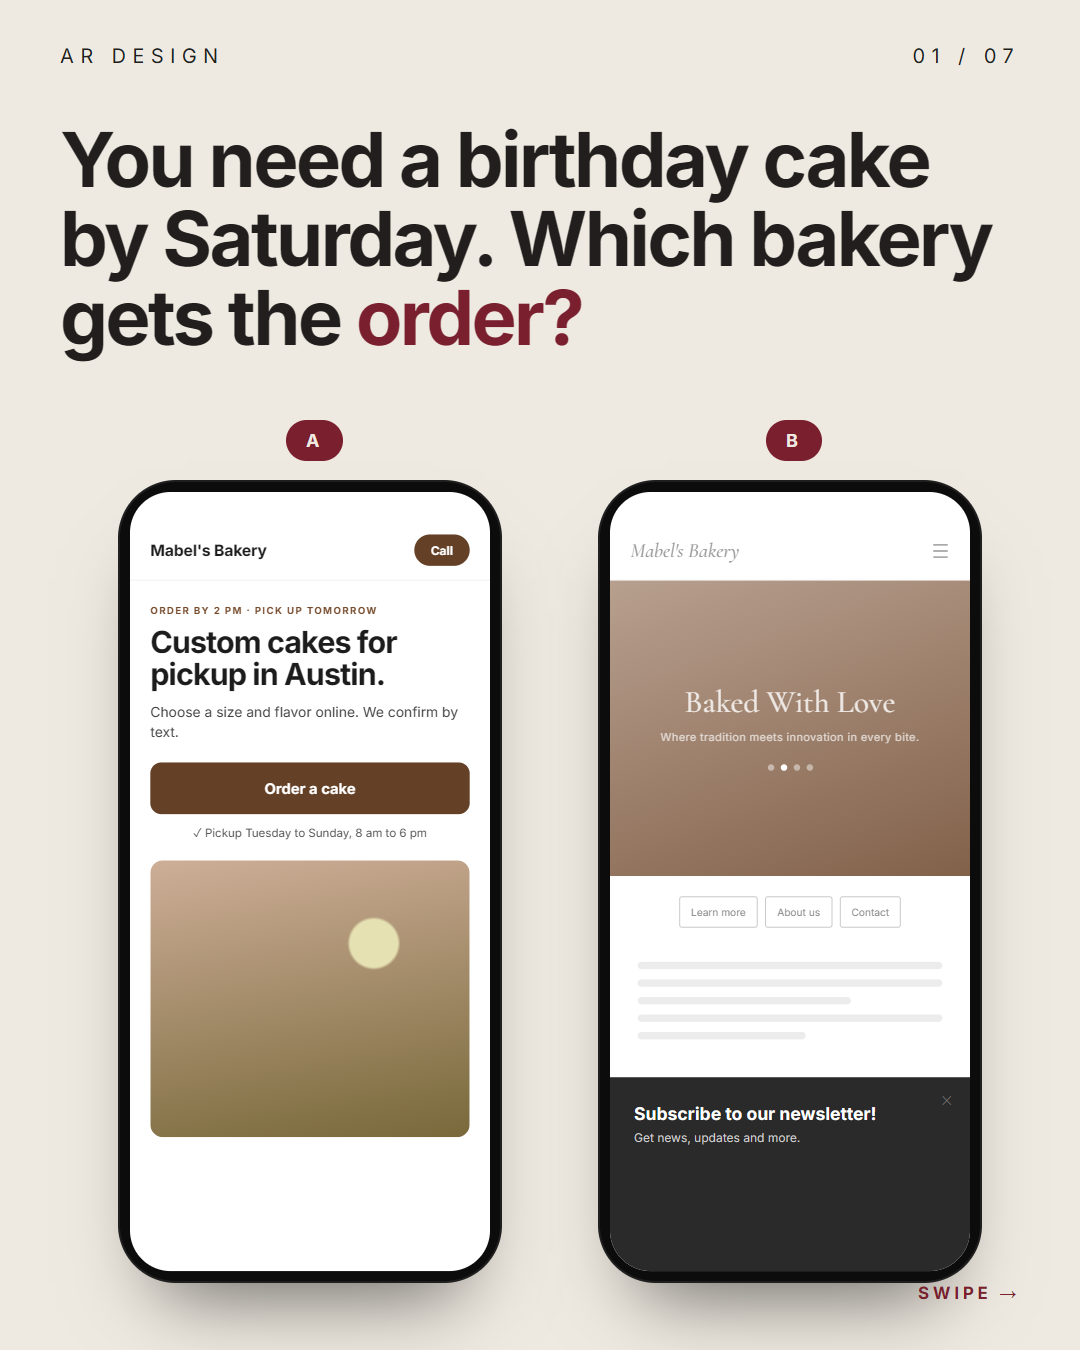 AR DESIGN
01 / 07
You need a birthday cake
by Saturday. Which bakery
gets the order?
A
Mabel's Bakery
Call
ORDER BY 2 PM · PICK UP TOMORROW
Custom cakes for
pickup in Austin.
Choose a size and flavor online. We confirm by
text.
Order a cake
✓ Pickup Tuesday to Sunday, 8 am to 6 pm
B
Mabel's Bakery
Baked With Love
Where tradition meets innovation in every bite.
Learn more
About us
Contact
Subscribe to our newsletter!
Get news, updates and more.
SWIPE →